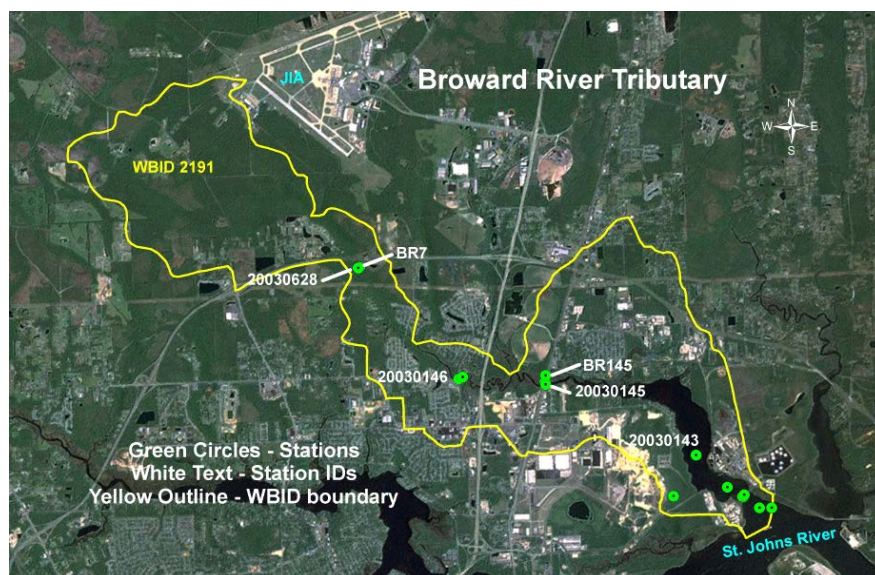 JIA
Broward River Tributary
N
W E
S
WBID 2191
BR7
20030628
BR145
20030146
20030145
20030143
Green Circles - Stations
White Text - Station IDs
Yellow Outline - WBID boundary
St. Johns River